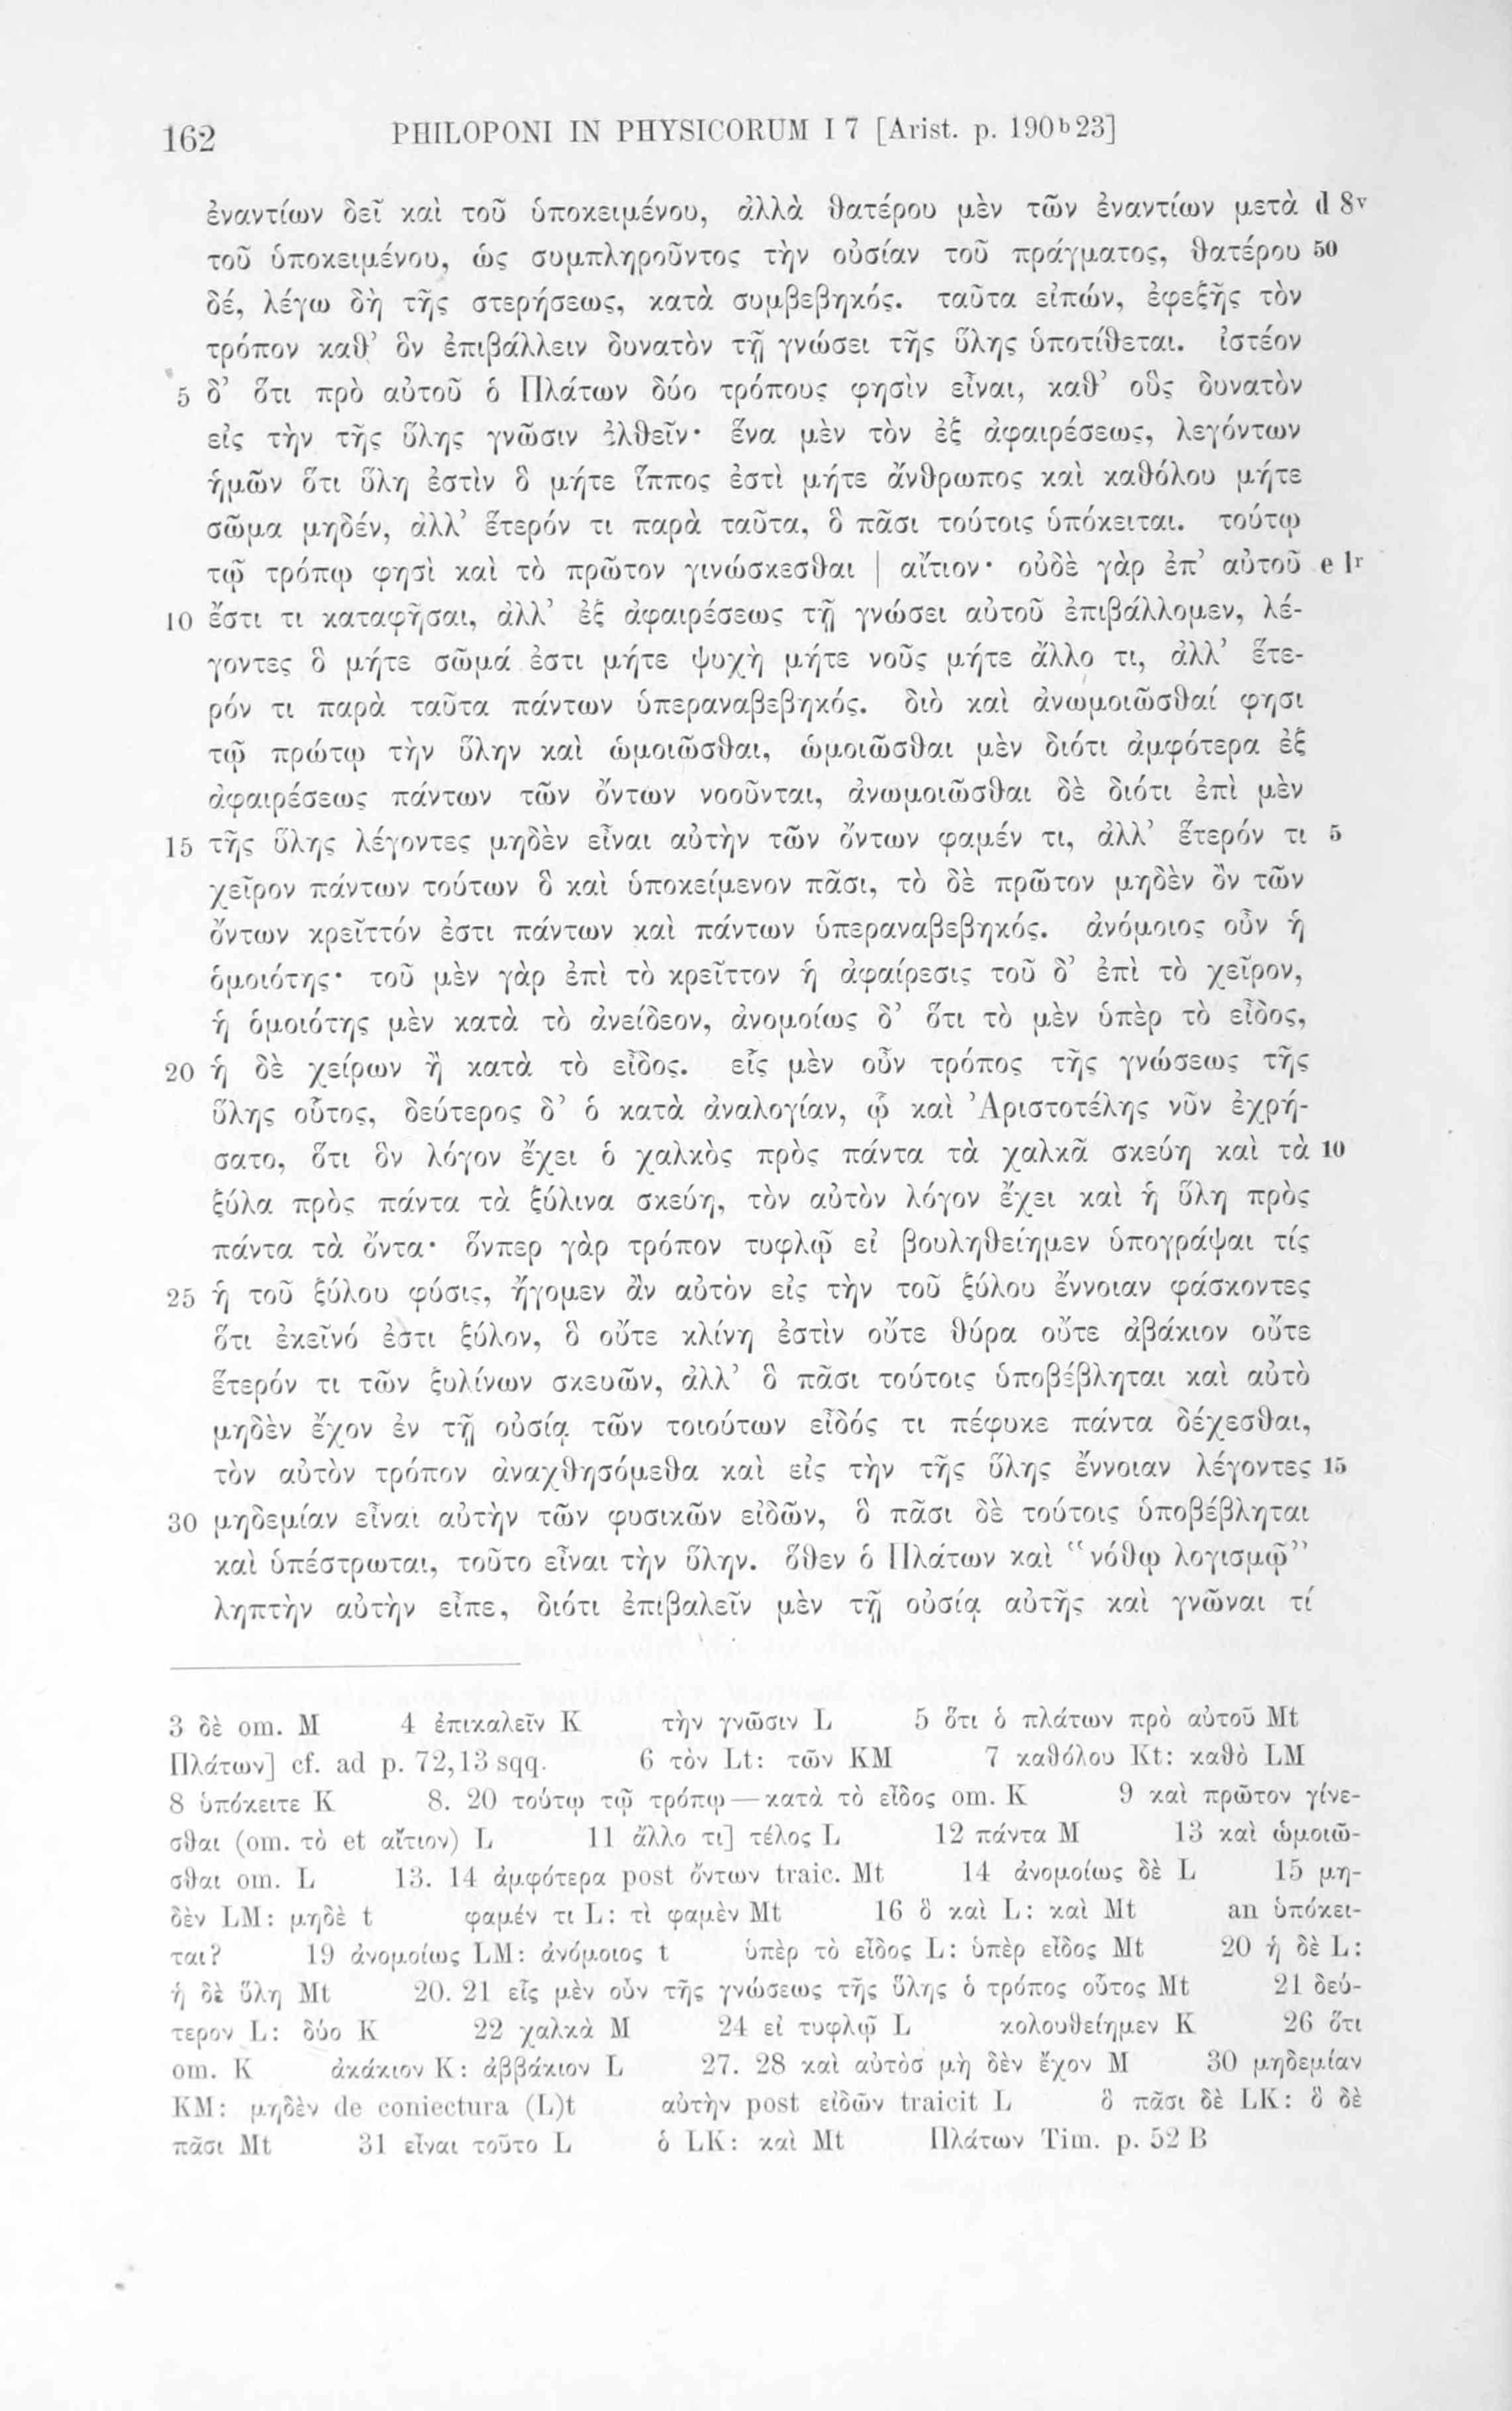 162 PHILOPONI IN PHYSICORUM I 7 [Arist. p. 190b23]
ἐναντίων δεῖ καὶ τοῦ ὑποκειμένου, ἀλλὰ θατέρου μὲν τῶν ἐναντίων μετὰ d 8v
τοῦ ὑποκειμένου, ὡς συμπληροῦντος τὴν οὐσίαν τοῦ πράγματος, θατέρου 50
δέ, λέγω δὴ τῆς στερήσεως, κατὰ συμβεβηκός. ταῦτα εἰπών, ἐφεξῆς τὸν
τρόπον καθ’ ὃν ἐπιβάλλειν δυνατὸν τῇ γνώσει τῆς ὕλης ὑποτίθεται. ἰστέον
5 δ’ ὅτι πρὸ αὐτοῦ ὁ Πλάτων δύο τρόπους φησὶν εἶναι, καθ’ οὓς δυνατὸν
εἰς τὴν τῆς ὕλης γνῶσιν ἐλθεῖν· ἕνα μὲν τὸν ἐξ ἀφαιρέσεως, λεγόντων
ἡμῶν ὅτι ὕλη ἐστὶν ὃ μήτε ἵππος ἐστὶ μήτε ἄνθρωπος καὶ καθόλου μήτε
σῶμα μηδέν, ἀλλ’ ἕτερόν τι παρὰ ταῦτα, ὃ πᾶσι τούτοις ὑπόκειται. τούτῳ
τῷ τρόπῳ φησὶ καὶ τὸ πρῶτον γινώσκεσθαι | αἴτιον· οὐδὲ γὰρ ἐπ’ αὐτοῦ e 1r
10 ἔστι τι καταφῆσαι, ἀλλ’ ἐξ ἀφαιρέσεως τῇ γνώσει αὐτοῦ ἐπιβάλλομεν, λέ-
γοντες ὃ μήτε σῶμά ἐστι μήτε ψυχὴ μήτε νοῦς μήτε ἄλλο τι, ἀλλ’ ἕτε-
ρόν τι παρὰ ταῦτα πάντων ὑπεραναβεβηκός. διὸ καὶ ἀνωμοιῶσθαί φησι
τῷ πρώτῳ τὴν ὕλην καὶ ὡμοιῶσθαι, ὡμοιῶσθαι μὲν διότι ἀμφότερα ἐξ
ἀφαιρέσεως πάντων τῶν ὄντων νοοῦνται, ἀνωμοιῶσθαι δὲ διότι ἐπὶ μὲν
15 τῆς ὕλης λέγοντες μηδὲν εἶναι αὐτὴν τῶν ὄντων φαμέν τι, ἀλλ’ ἕτερόν τι 5
χεῖρον πάντων τούτων ὃ καὶ ὑποκείμενον πᾶσι, τὸ δὲ πρῶτον μηδὲν ὂν τῶν
ὄντων κρεῖττόν ἐστι πάντων καὶ πάντων ὑπεραναβεβηκός. ἀνόμοιος οὖν ἡ
ὁμοιότης· τοῦ μὲν γὰρ ἐπὶ τὸ κρεῖττον ἡ ἀφαίρεσις τοῦ δ’ ἐπὶ τὸ χεῖρον,
ἡ ὁμοιότης μὲν κατὰ τὸ ἀνείδεον, ἀνομοίως δ’ ὅτι τὸ μὲν ὑπὲρ τὸ εἶδος,
20 ἡ δὲ χείρων ἢ κατὰ τὸ εἶδος. εἷς μὲν οὖν τρόπος τῆς γνώσεως τῆς
ὕλης οὗτος, δεύτερος δ’ ὁ κατὰ ἀναλογίαν, ᾧ καὶ Ἀριστοτέλης νῦν ἐχρή-
σατο, ὅτι ὃν λόγον ἔχει ὁ χαλκὸς πρὸς πάντα τὰ χαλκᾶ σκεύη καὶ τὰ 10
ξύλα πρὸς πάντα τὰ ξύλινα σκεύη, τὸν αὐτὸν λόγον ἔχει καὶ ἡ ὕλη πρὸς
πάντα τὰ ὄντα· ὅνπερ γὰρ τρόπον τυφλῷ εἰ βουληθείημεν ὑπογράψαι τίς
25 ἡ τοῦ ξύλου φύσις, ἤγομεν ἂν αὐτὸν εἰς τὴν τοῦ ξύλου ἔννοιαν φάσκοντες
ὅτι ἐκεῖνό ἐστι ξύλον, ὃ οὔτε κλίνη ἐστὶν οὔτε θύρα οὔτε ἀβάκιον οὔτε
ἕτερόν τι τῶν ξυλίνων σκευῶν, ἀλλ’ ὃ πᾶσι τούτοις ὑποβέβληται καὶ αὐτὸ
μηδὲν ἔχον ἐν τῇ οὐσίᾳ τῶν τοιούτων εἶδός τι πέφυκε πάντα δέχεσθαι,
τὸν αὐτὸν τρόπον ἀναχθησόμεθα καὶ εἰς τὴν τῆς ὕλης ἔννοιαν λέγοντες 15
30 μηδεμίαν εἶναι αὐτὴν τῶν φυσικῶν εἰδῶν, ὃ πᾶσι δὲ τούτοις ὑποβέβληται
καὶ ὑπέστρωται, τοῦτο εἶναι τὴν ὕλην. ὅθεν ὁ Πλάτων καὶ “νόθῳ λογισμῷ”
ληπτὴν αὐτὴν εἶπε, διότι ἐπιβαλεῖν μὲν τῇ οὐσίᾳ αὐτῆς καὶ γνῶναι τί
3 δὲ om. M 4 ἐπικαλεῖν K τὴν γνῶσιν L 5 ὅτι ὁ πλάτων πρὸ αὐτοῦ Mt
Πλάτων] cf. ad p. 72,13 sqq. 6 τὸν Lt: τῶν KM 7 καθόλου Kt: καθὸ LM
8 ὑπόκειτε K 8. 20 τούτῳ τῷ τρόπῳ — κατὰ τὸ εἶδος om. K 9 καὶ πρῶτον γίνε-
σθαι (om. τὸ et αἴτιον) L 11 ἄλλο τι] τέλος L 12 πάντα M 13 καὶ ὡμοιῶ-
σθαι om. L 13. 14 ἀμφότερα post ὄντων traic. Mt 14 ἀνομοίως δὲ L 15 μη-
δὲν LM: μηδὲ t φαμέν τι L: τὶ φαμὲν Mt 16 ὃ καὶ L: καὶ Mt an ὑπόκει-
ται? 19 ἀνομοίως LM: ἀνόμοιος t ὑπὲρ τὸ εἶδος L: ὑπὲρ εἶδος Mt 20 ἡ δὲ L:
ἡ δὲ ὕλη Mt 20. 21 εἷς μὲν οὖν τῆς γνώσεως τῆς ὕλης ὁ τρόπος οὗτος Mt 21 δεύ-
τερον L: δύο K 22 χαλκὰ M 24 εἰ τυφλῷ L κολουθείημεν K 26 ὅτι
om. K ἀκάκιον K: ἀββάκιον L 27. 28 καὶ αὐτὸσ μὴ δὲν ἔχον M 30 μηδεμίαν
KM: μηδὲν de coniectura (L)t αὐτὴν post εἰδῶν traicit L ὃ πᾶσι δὲ LK: ὃ δὲ
πᾶσι Mt 31 εἶναι τοῦτο L ὁ LK: καὶ Mt Πλάτων Tim. p. 52 B